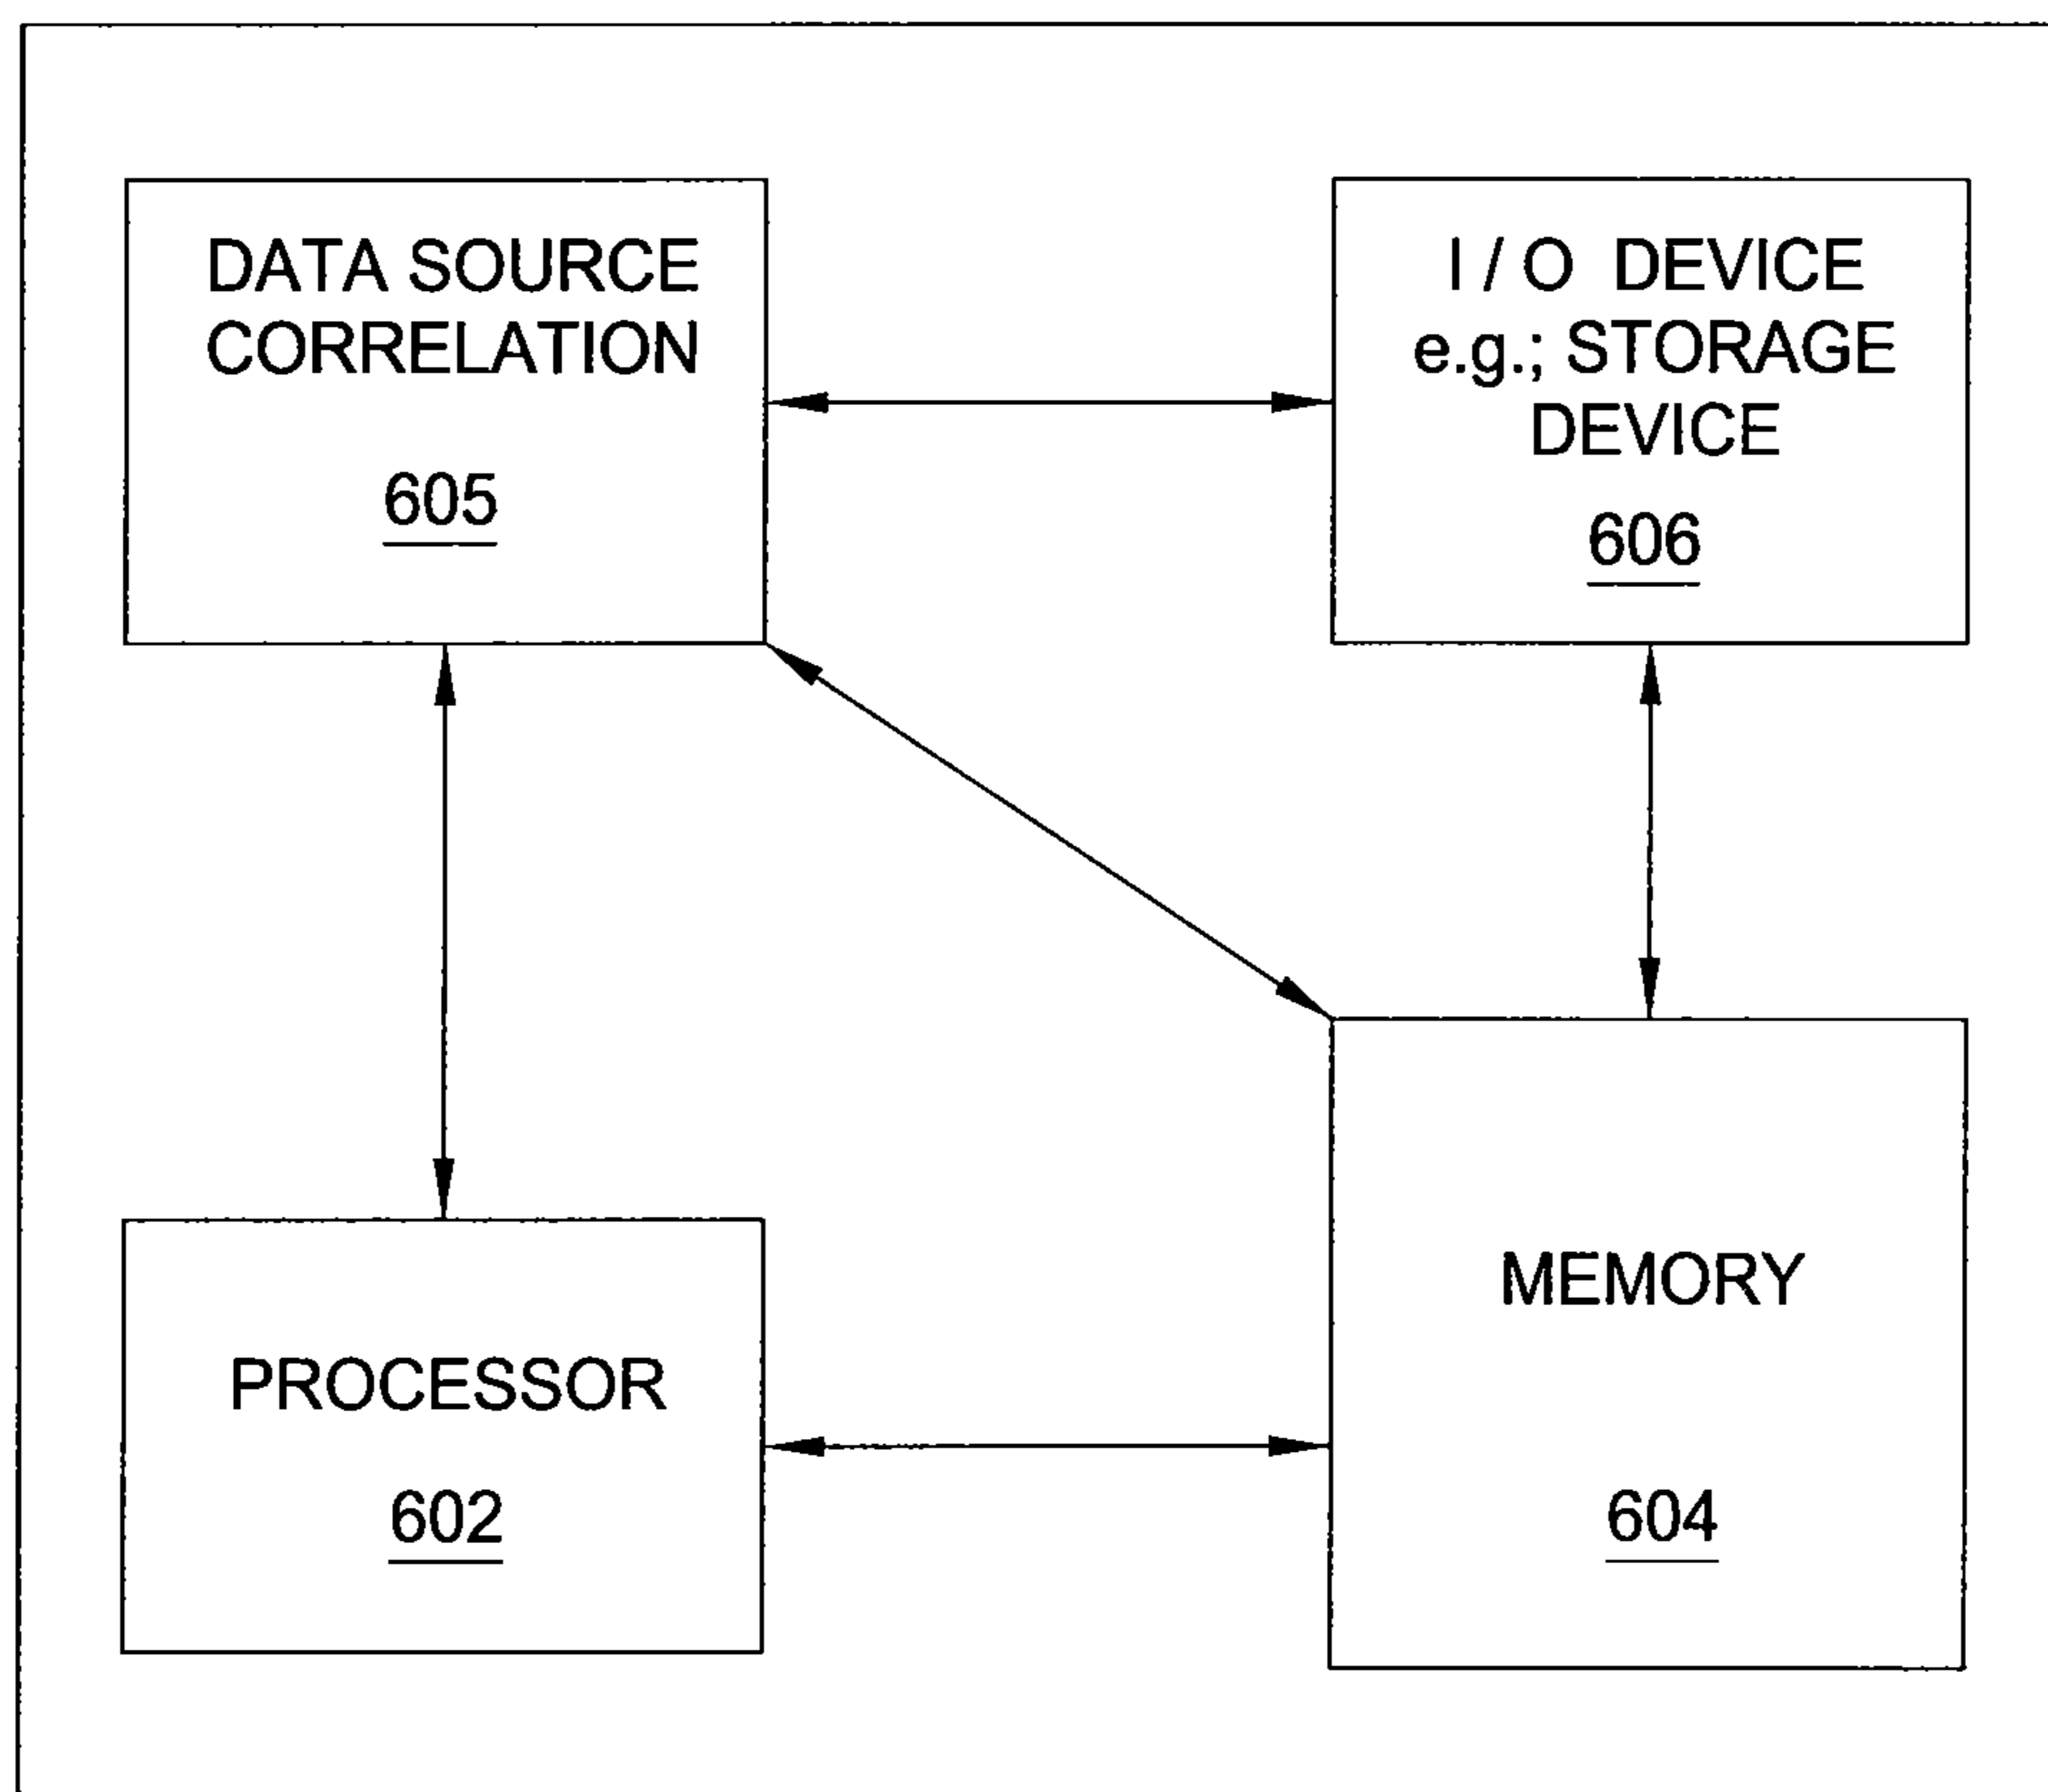 DATA SOURCE
CORRELATION
605
I / O DEVICE
e.g.; STORAGE
DEVICE
606
PROCESSOR
602
MEMORY
604